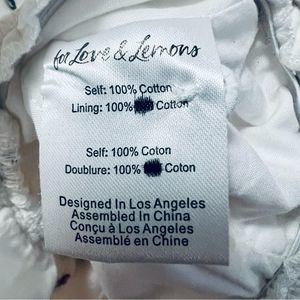 for Love & Lemons
Self: 100% Cotton
Lining: 100% Cotton
Self: 100% Coton
Doublure: 100% Coton
Designed In Los Angeles
Assembled In China
Conçu à Los Angeles
Assemblé en Chine